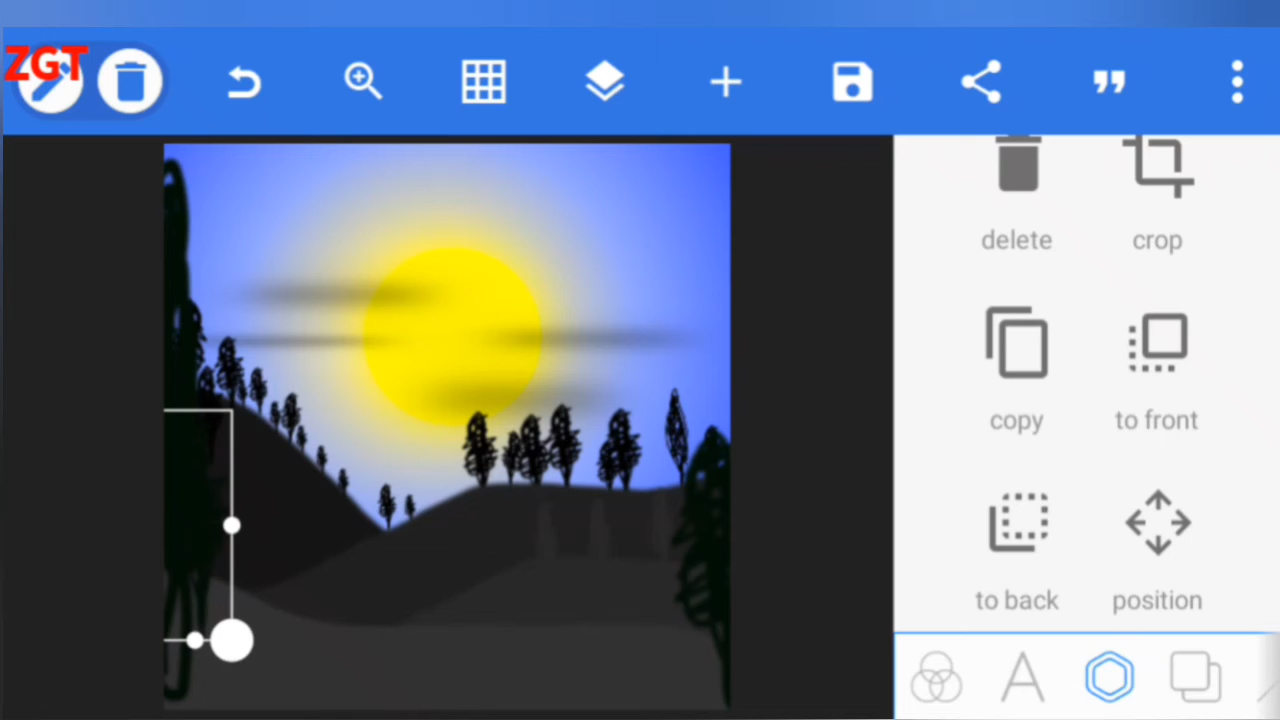 ZGT
delete
crop
copy
to front
to back
position